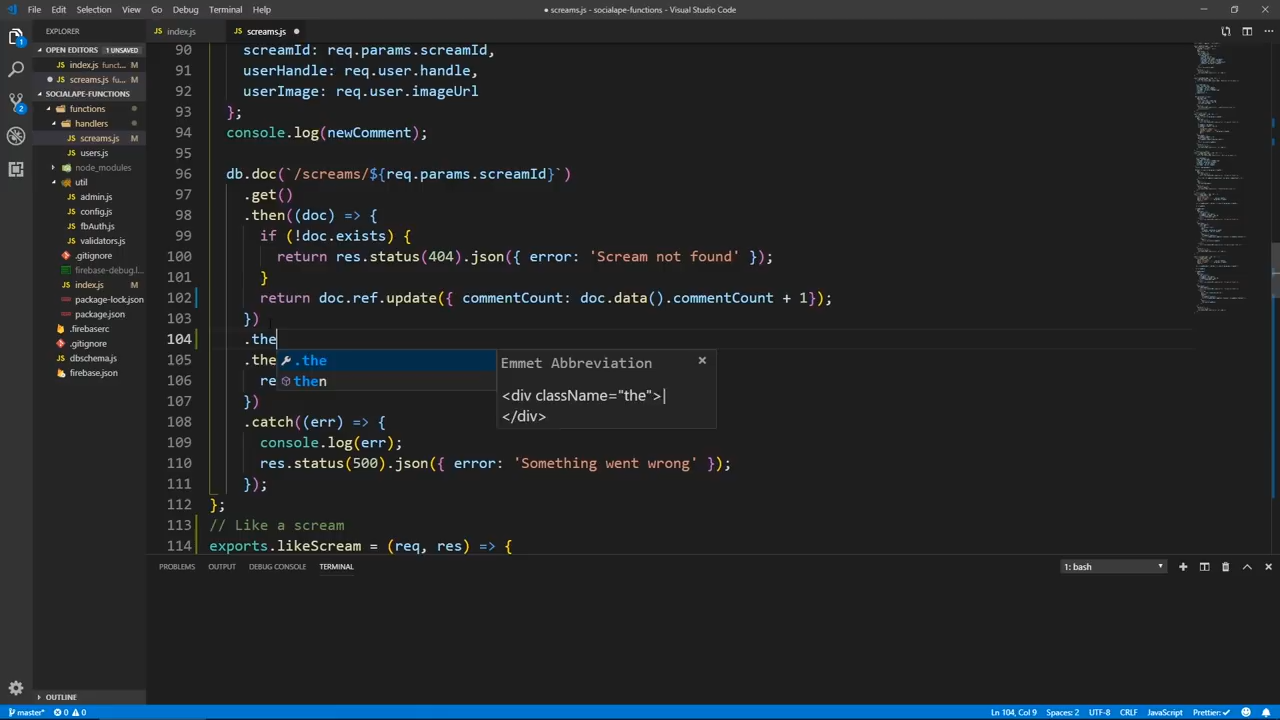 File Edit Selection View Go Debug Terminal Help
● screams.js - socialape-functions - Visual Studio Code
EXPLORER
OPEN EDITORS 1 UNSAVED
index.js funct... M
screams.js fu... M
SOCIALAPE-FUNCTIONS
functions
handlers
screams.js M
users.js
node_modules
util
admin.js
config.js
fbAuth.js
validators.js
.gitignore
firebase-debug.l...
index.js M
package-lock.json
package.json
.firebaserc
.gitignore
dbschema.js
firebase.json
OUTLINE
index.js
screams.js
90 screamId: req.params.screamId,
91 userHandle: req.user.handle,
92 userImage: req.user.imageUrl
93 };
94 console.log(newComment);
95
96 db.doc(`/screams/${req.params.screamId}`)
97 .get()
98 .then((doc) => {
99 if (!doc.exists) {
100 return res.status(404).json({ error: 'Scream not found' });
101 }
102 return doc.ref.update({ commentCount: doc.data().commentCount + 1});
103 })
104 .the
105 .the
106 re
107 })
108 .catch((err) => {
109 console.log(err);
110 res.status(500).json({ error: 'Something went wrong' });
111 });
112 };
113 // Like a scream
114 exports.likeScream = (req, res) => {
.the
then
Emmet Abbreviation
<div className="the">|
</div>
PROBLEMS OUTPUT DEBUG CONSOLE TERMINAL
1: bash
master* 0 0
Ln 104, Col 9 Spaces: 2 UTF-8 CRLF JavaScript Prettier: ✓
1
2